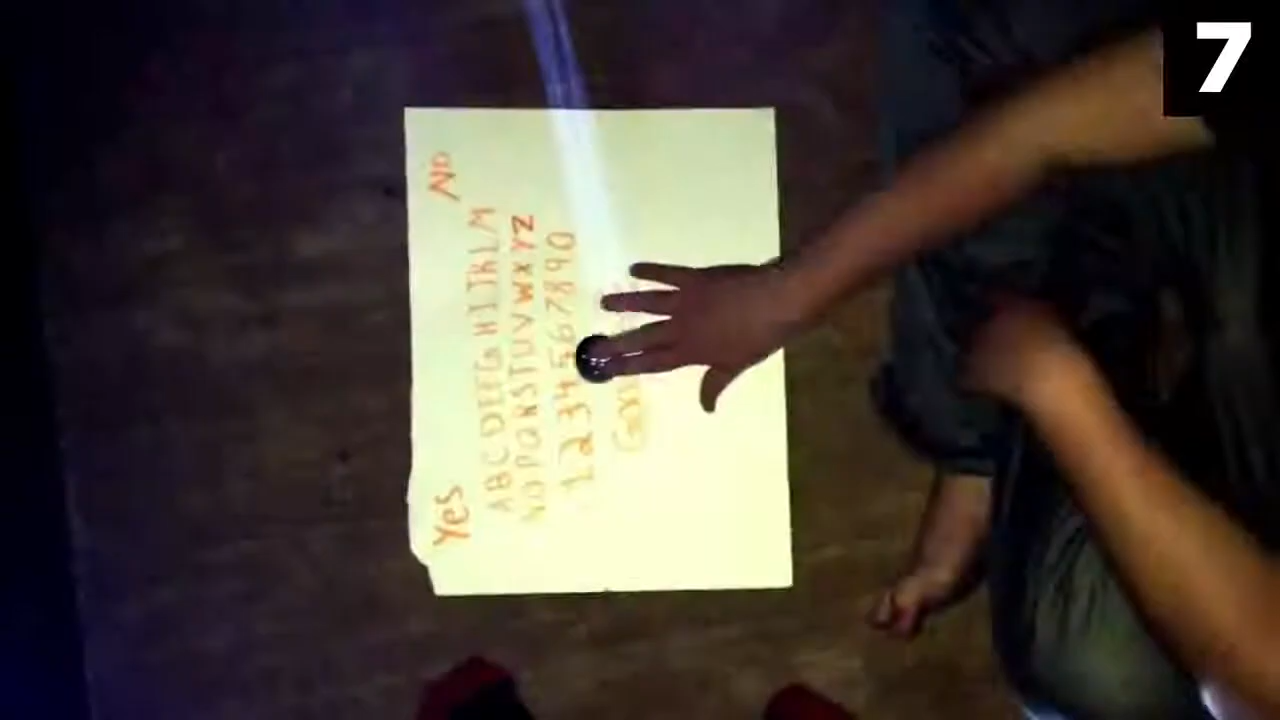 7
Yes No
ABCDEFGHIJKLM
NOPQRSTUVWXYZ
1234567890